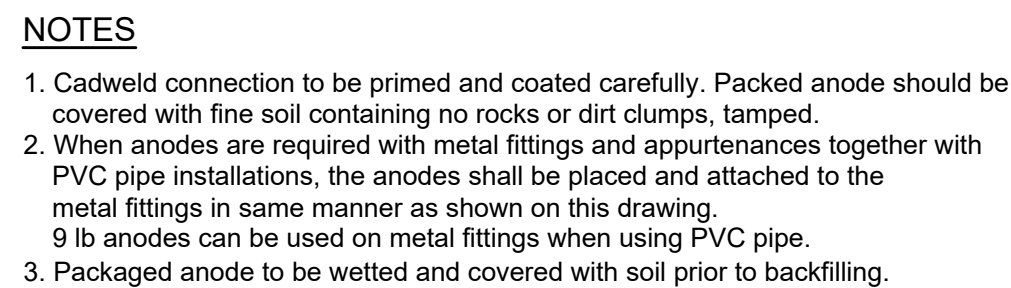 NOTES
1. Cadweld connection to be primed and coated carefully. Packed anode should be
covered with fine soil containing no rocks or dirt clumps, tamped.
2. When anodes are required with metal fittings and appurtenances together with
PVC pipe installations, the anodes shall be placed and attached to the
metal fittings in same manner as shown on this drawing.
9 lb anodes can be used on metal fittings when using PVC pipe.
3. Packaged anode to be wetted and covered with soil prior to backfilling.